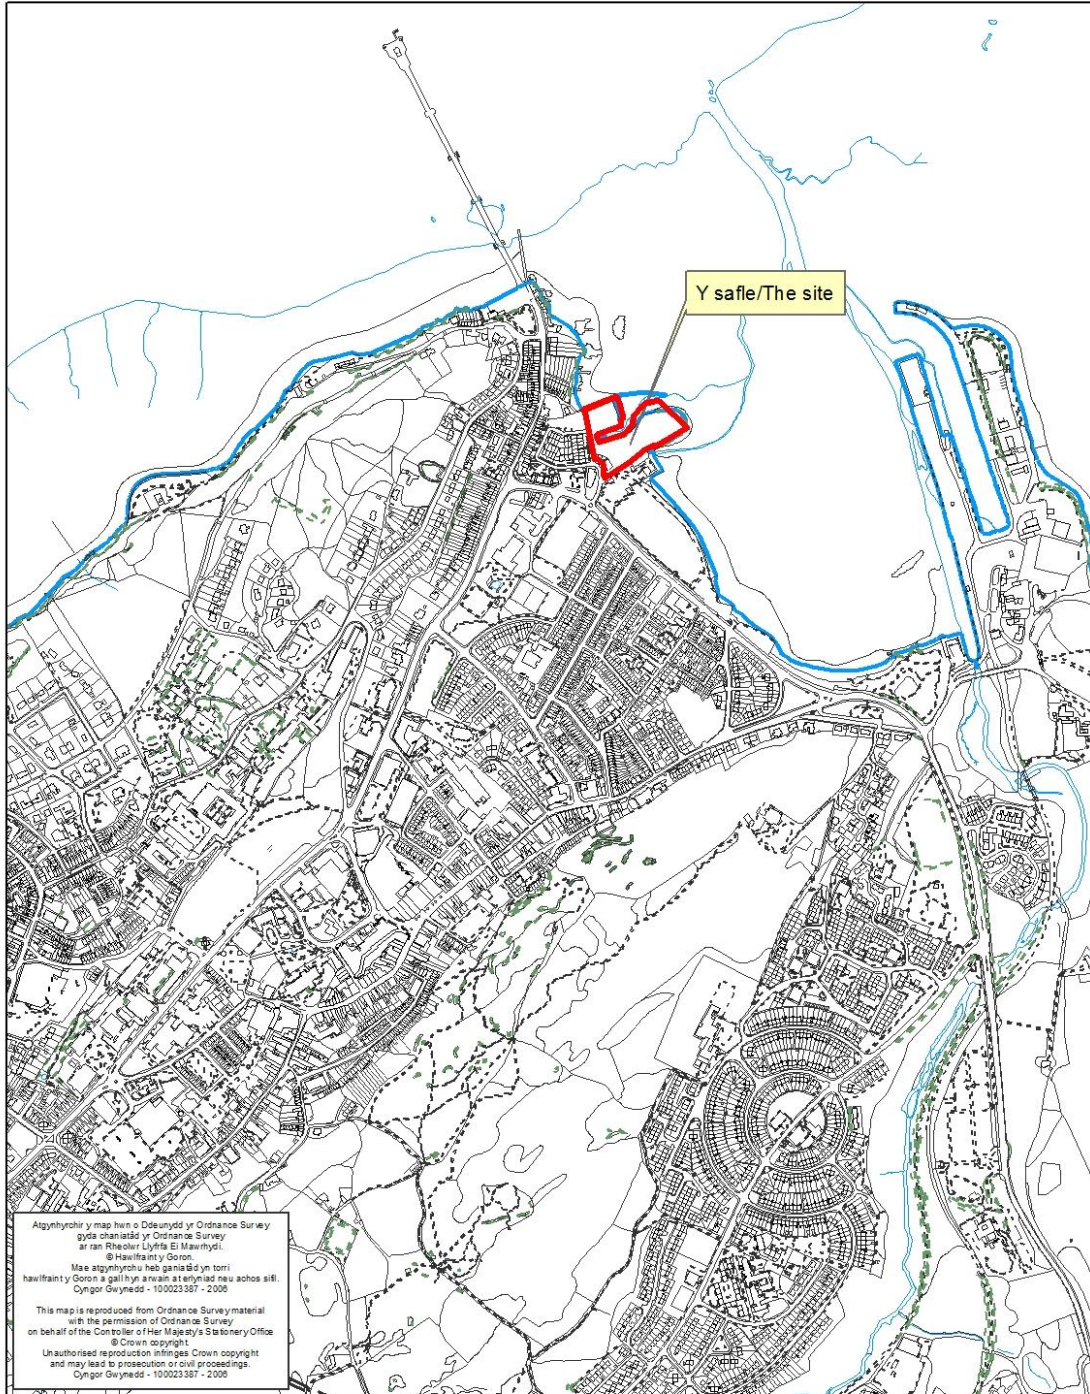 Y safle/The site
Atgynhyrchir y map hwn o Ddeunydd yr Ordnance Survey
gyda chaniatâd yr Ordnance Survey
ar ran Rheolwr Llyfrfa Ei Mawrhydi.
© Hawlfraint y Goron.
Mae atgynhyrchu heb ganiatâd yn torri
hawlfraint y Goron a gall hyn arwain at erlyniad neu achos sifil.
Cyngor Gwynedd - 100023387 - 2006
This map is reproduced from Ordnance Survey material
with the permission of Ordnance Survey
on behalf of the Controller of Her Majesty's Stationery Office
© Crown copyright.
Unauthorised reproduction infringes Crown copyright
and may lead to prosecution or civil proceedings.
Cyngor Gwynedd - 100023387 - 2006